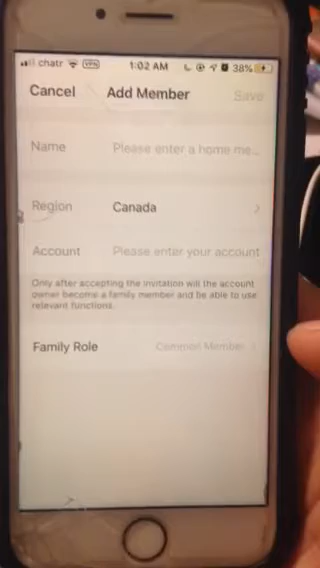 chatr VPN 1:02 AM 38%
Cancel Add Member Save
Name Please enter a home me...
Region Canada
Account Please enter your account
Only after accepting the invitation will the account
owner become a family member and be able to use
relevant functions.
Family Role Common Member